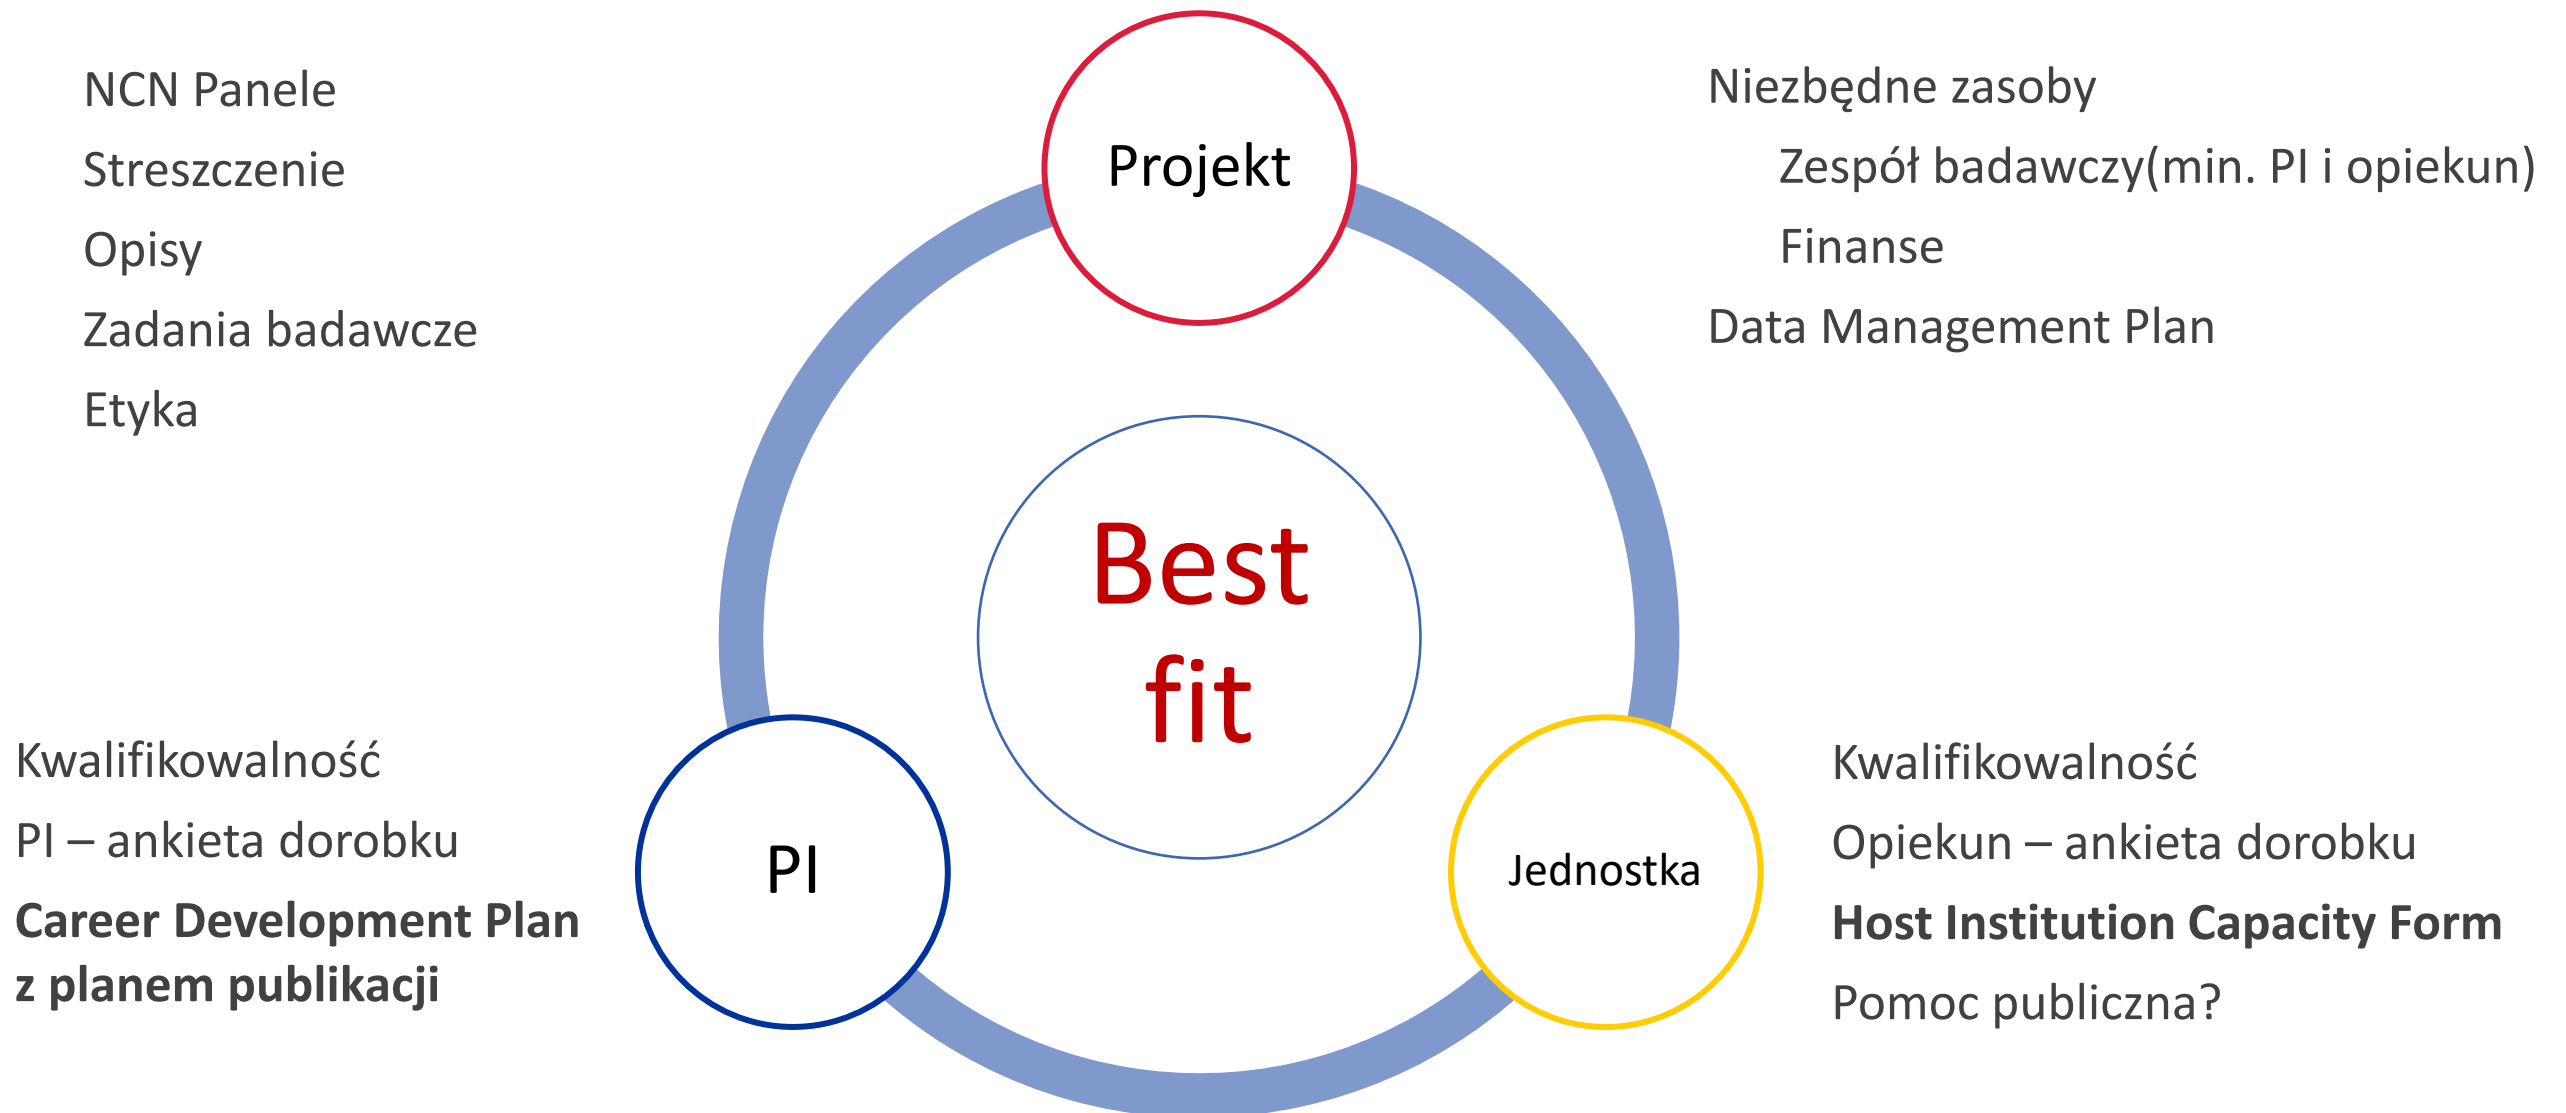 NCN Panele
Streszczenie
Opisy
Zadania badawcze
Etyka
Projekt
Niezbędne zasoby
Zespół badawczy(min. PI i opiekun)
Finanse
Data Management Plan
Best
fit
Kwalifikowalność
PI – ankieta dorobku
Career Development Plan
z planem publikacji
PI
Jednostka
Kwalifikowalność
Opiekun – ankieta dorobku
Host Institution Capacity Form
Pomoc publiczna?